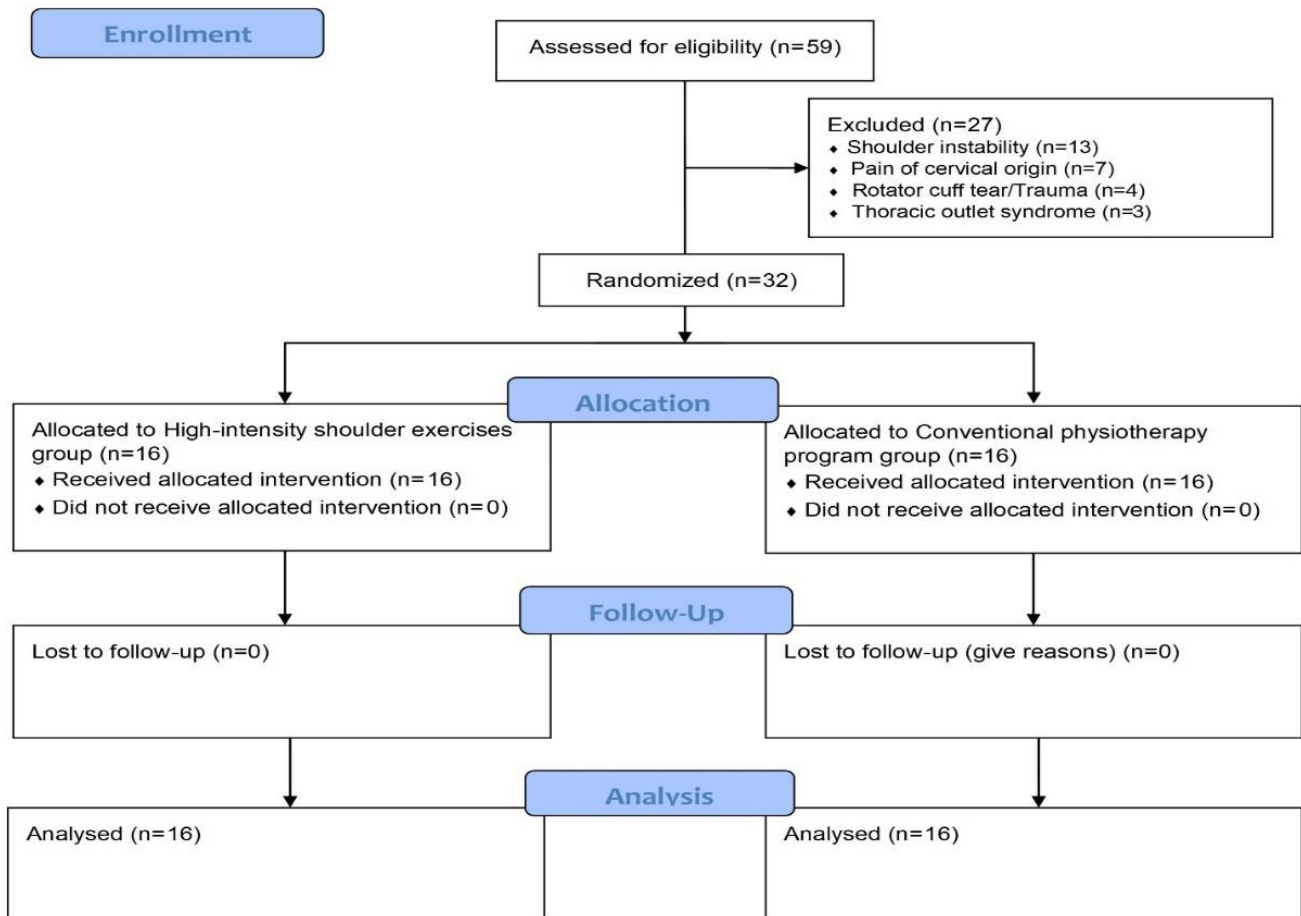 Enrollment
Assessed for eligibility (n=59)
Excluded (n=27)
⬥ Shoulder instability (n=13)
⬥ Pain of cervical origin (n=7)
⬥ Rotator cuff tear/Trauma (n=4)
⬥ Thoracic outlet syndrome (n=3)
Randomized (n=32)
Allocation
Allocated to High-intensity shoulder exercises
group (n=16)
⬥ Received allocated intervention (n=16)
⬥ Did not receive allocated intervention (n=0)
Allocated to Conventional physiotherapy
program group (n=16)
⬥ Received allocated intervention (n=16)
⬥ Did not receive allocated intervention (n=0)
Follow-Up
Lost to follow-up (n=0)
Lost to follow-up (give reasons) (n=0)
Analysis
Analysed (n=16)
Analysed (n=16)